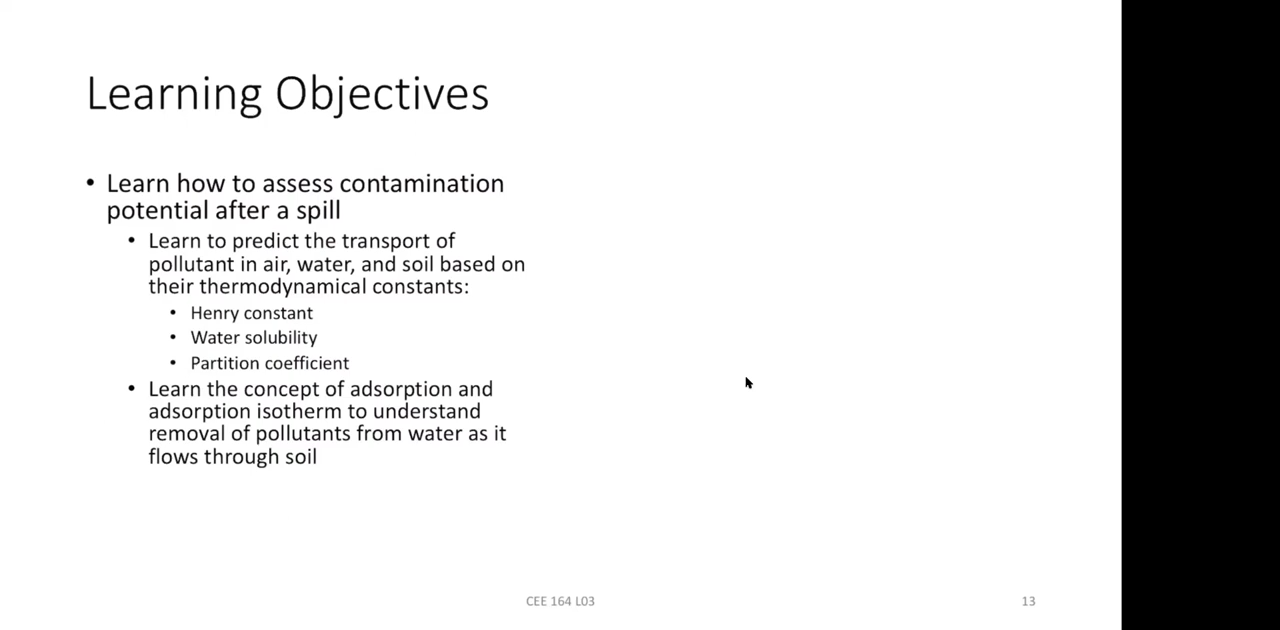 Learning Objectives
• Learn how to assess contamination
potential after a spill
• Learn to predict the transport of
pollutant in air, water, and soil based on
their thermodynamical constants:
• Henry constant
• Water solubility
• Partition coefficient
• Learn the concept of adsorption and
adsorption isotherm to understand
removal of pollutants from water as it
flows through soil
CEE 164 L03
13